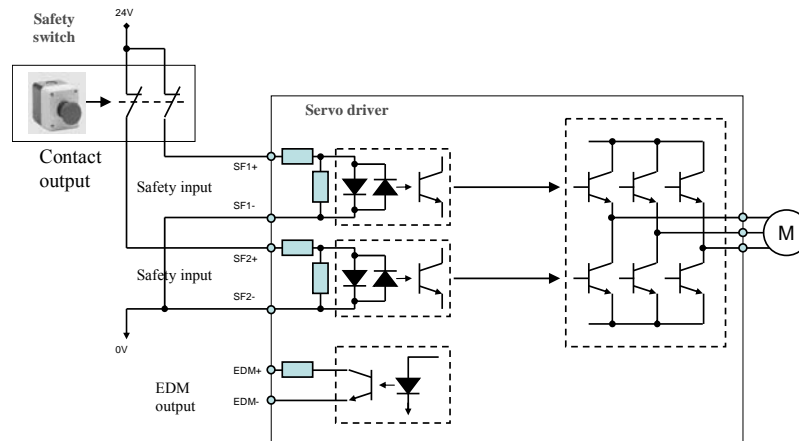 24V
Safety
switch
Servo driver
Contact
output
SF1+
Safety input
SF1-
M
SF2+
Safety input
SF2-
0V
EDM+
EDM
output
EDM-